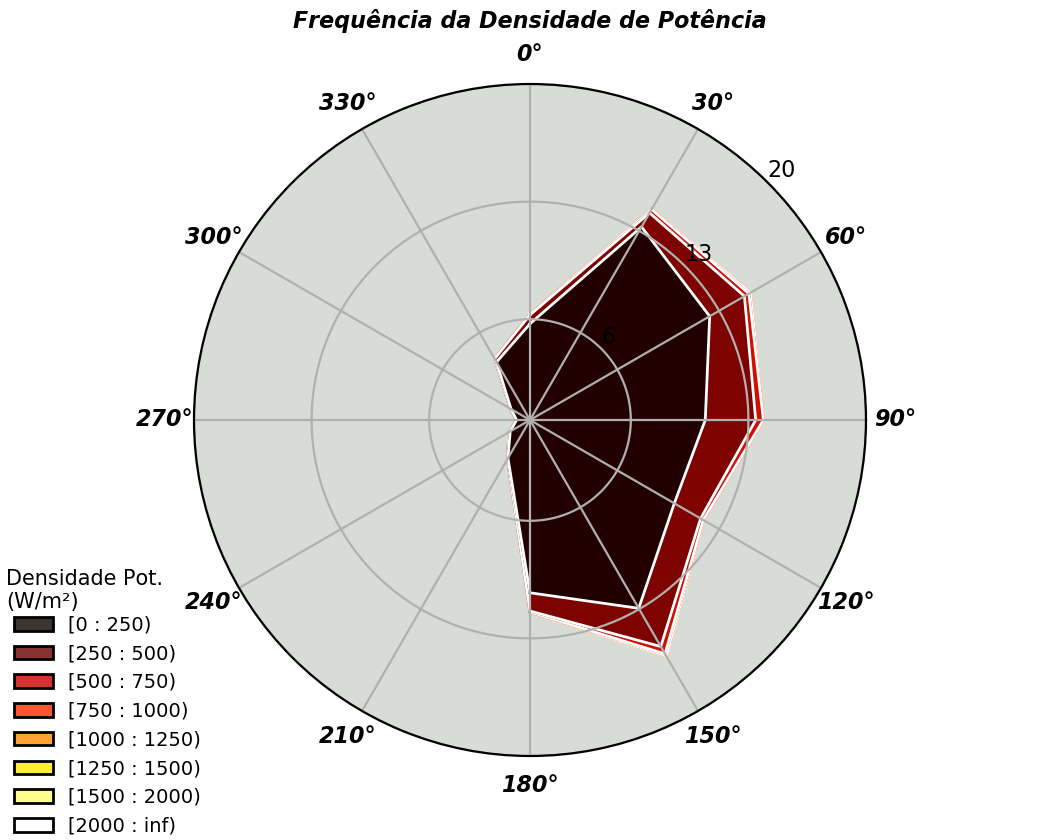 Frequência da Densidade de Potência
0°
330°
30°
20
300°
60°
13
6
270°
90°
240°
120°
210°
150°
180°
Densidade Pot.
(W/m²)
[0 : 250)
[250 : 500)
[500 : 750)
[750 : 1000)
[1000 : 1250)
[1250 : 1500)
[1500 : 2000)
[2000 : inf)